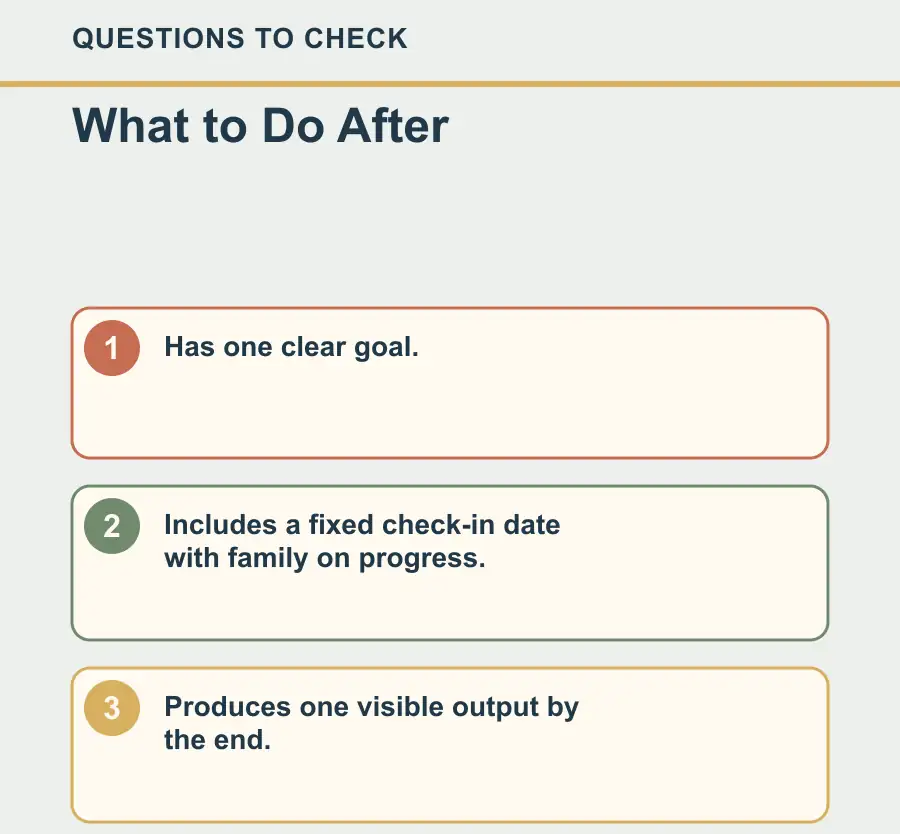 QUESTIONS TO CHECK
What to Do After
1
Has one clear goal.
2
Includes a fixed check-in date
with family on progress.
3
Produces one visible output by
the end.